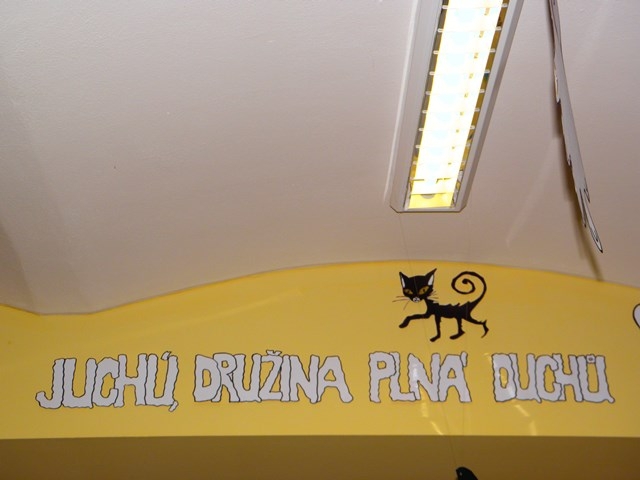 JUCHŮ, DRUŽINA PLNÁ DUCHŮ